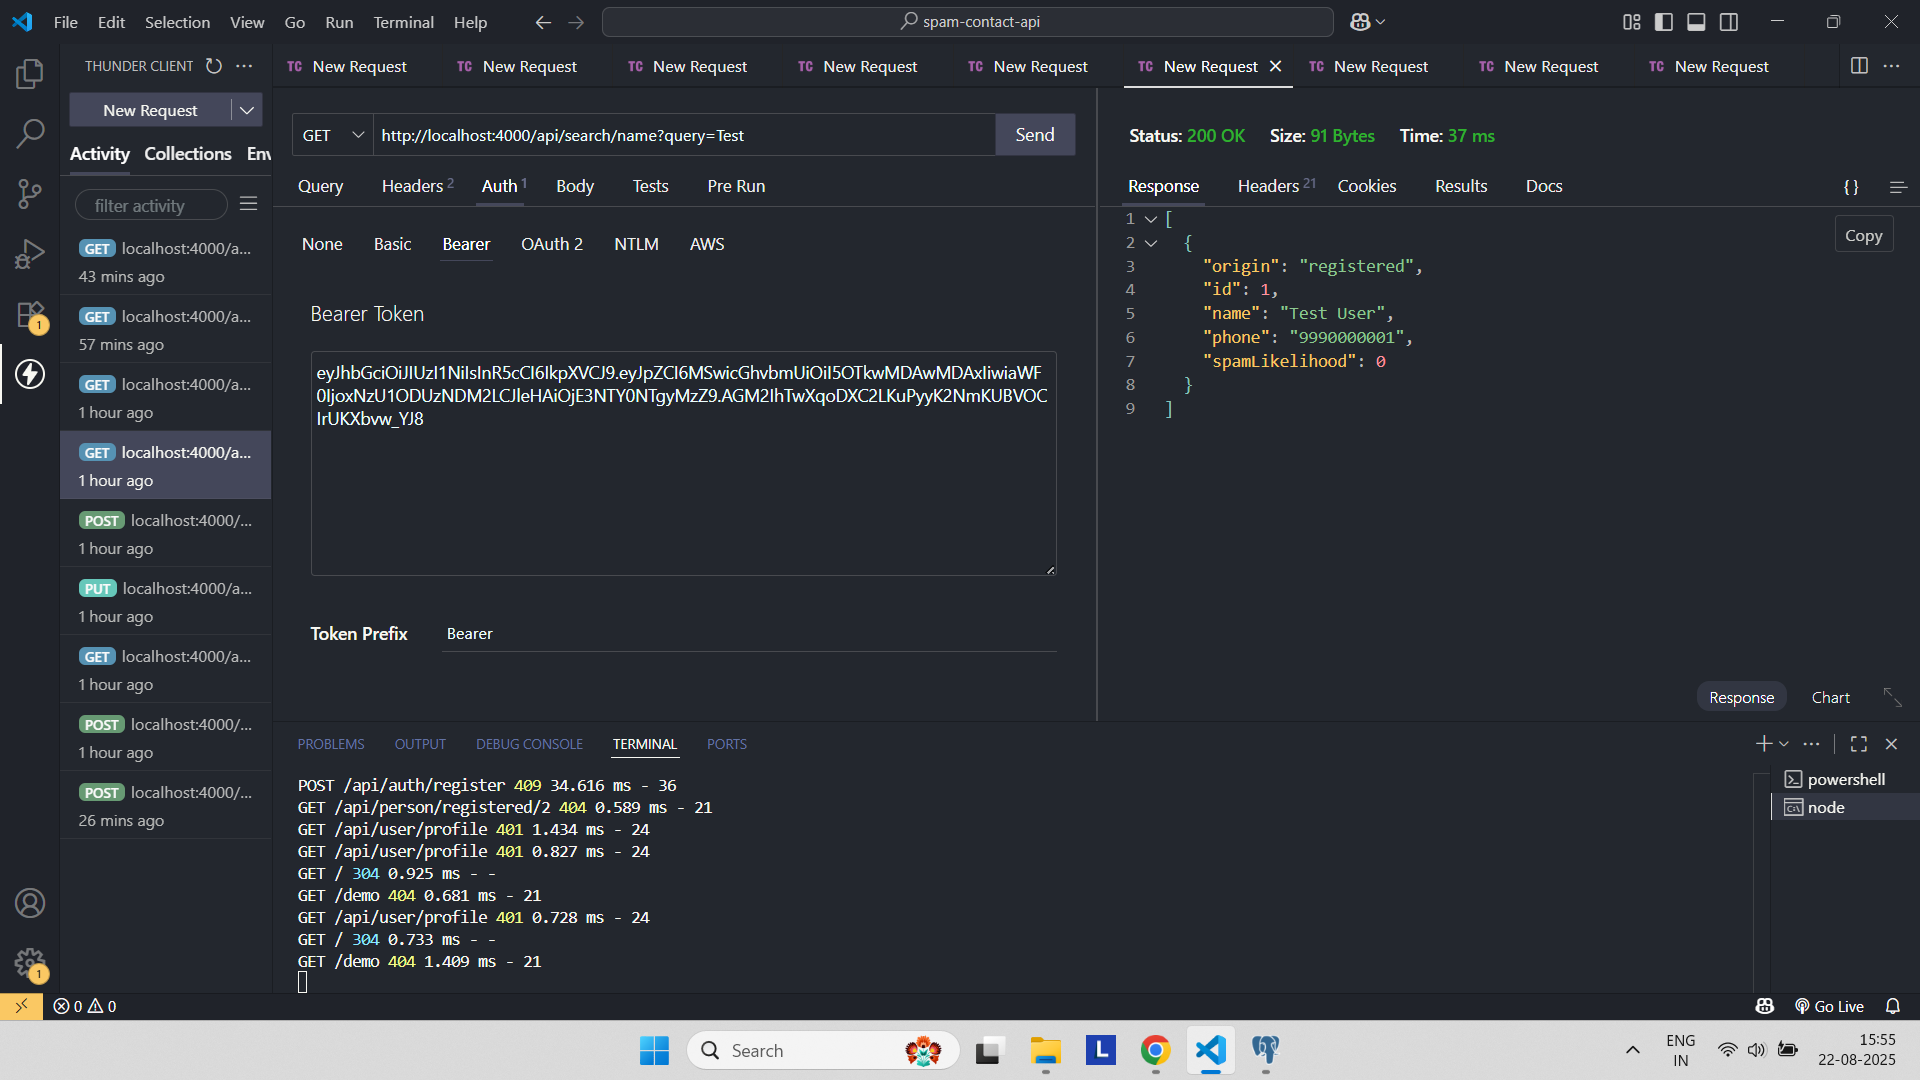 File Edit Selection View Go Run Terminal Help
spam-contact-api
THUNDER CLIENT
New Request
Activity Collections Env
filter activity
GET localhost:4000/a...
43 mins ago
GET localhost:4000/a...
57 mins ago
GET localhost:4000/a...
1 hour ago
GET localhost:4000/a...
1 hour ago
POST localhost:4000/...
1 hour ago
PUT localhost:4000/a...
1 hour ago
GET localhost:4000/a...
1 hour ago
POST localhost:4000/...
1 hour ago
POST localhost:4000/...
26 mins ago
TC New Request TC New Request TC New Request TC New Request TC New Request TC New Request TC New Request TC New Request TC New Request
GET http://localhost:4000/api/search/name?query=Test Send
Query Headers 2 Auth 1 Body Tests Pre Run
None Basic Bearer OAuth 2 NTLM AWS
Bearer Token
Token Prefix Bearer
Status: 200 OK Size: 91 Bytes Time: 37 ms
Response Headers 21 Cookies Results Docs {}
Copy
1 [
2 {
3 "origin": "registered",
4 "id": 1,
5 "name": "Test User",
6 "phone": "9990000001",
7 "spamLikelihood": 0
8 }
9 ]
Response Chart
PROBLEMS OUTPUT DEBUG CONSOLE TERMINAL PORTS
POST /api/auth/register 409 34.616 ms - 36
GET /api/person/registered/2 404 0.589 ms - 21
GET /api/user/profile 401 1.434 ms - 24
GET /api/user/profile 401 0.827 ms - 24
GET / 304 0.925 ms - -
GET /demo 404 0.681 ms - 21
GET /api/user/profile 401 0.728 ms - 24
GET / 304 0.733 ms - -
GET /demo 404 1.409 ms - 21
powershell
node
1
1
0 0
Go Live
Search
L
ENG
IN
15:55
22-08-2025